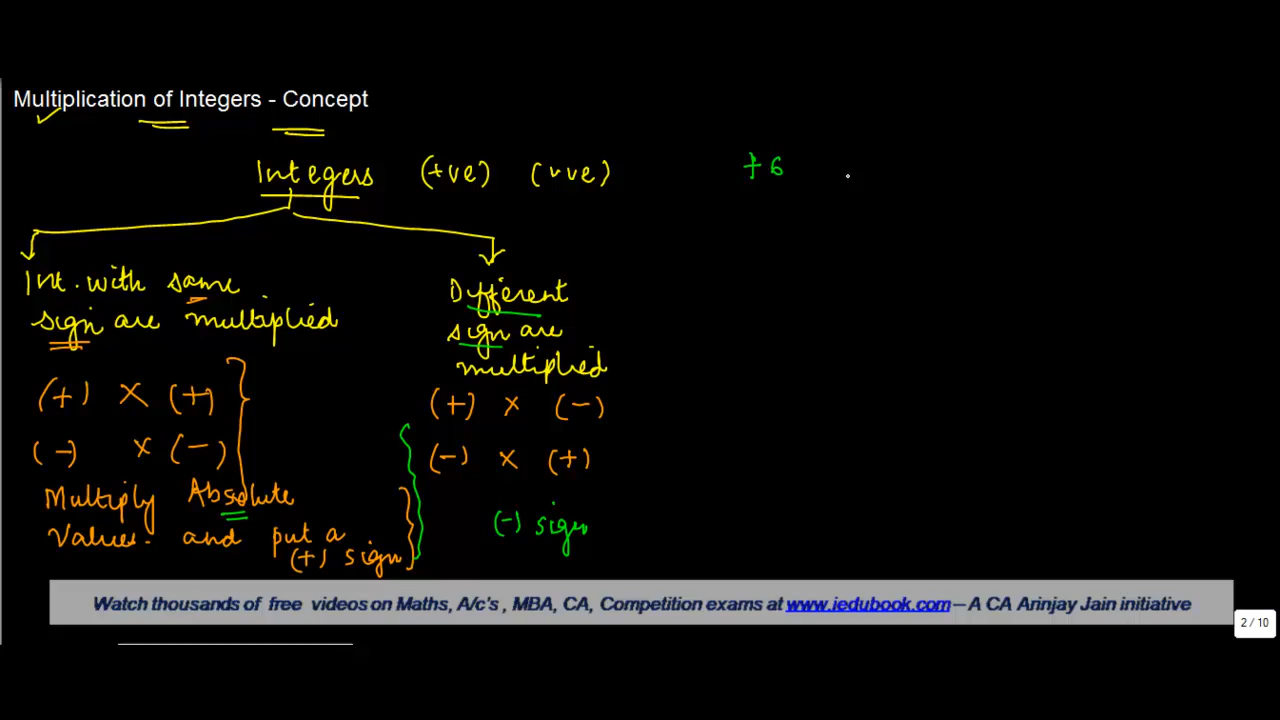 Multiplication of Integers - Concept
Integers (+ve) (-ve) +6
Int. with same
sign are multiplied
Different
sign are
multiplied
(+) X (+)
(-) X (-)
(+) x (-)
(-) x (+)
Multiply Absolute
Values. and put a
(+) sign
(-) sign
Watch thousands of free videos on Maths, A/c's , MBA, CA, Competition exams at www.iedubook.com – A CA Arinjay Jain initiative
2 / 10